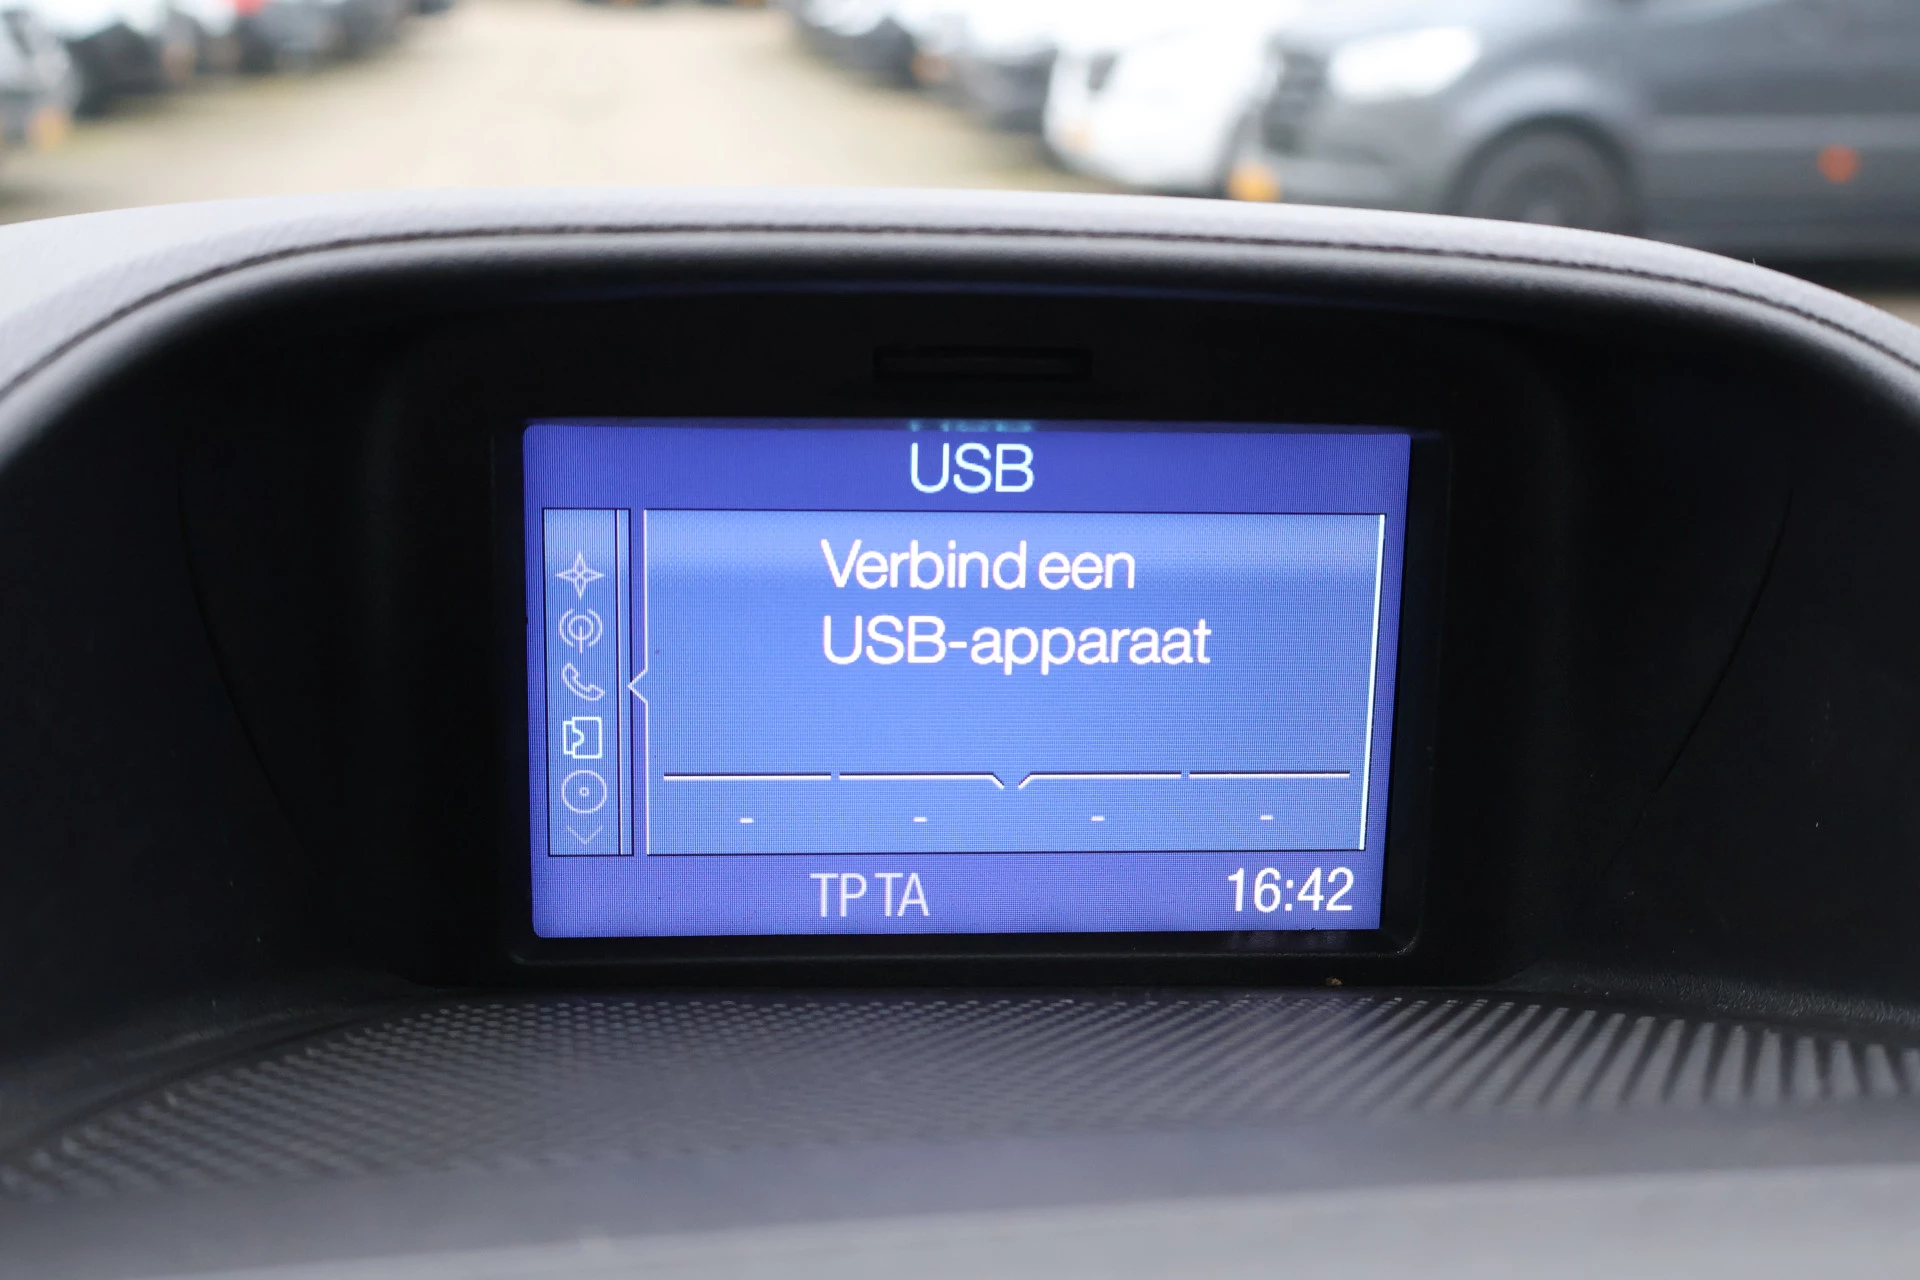 USB
Verbind een
USB-apparaat
- - - -
TP TA 16:42